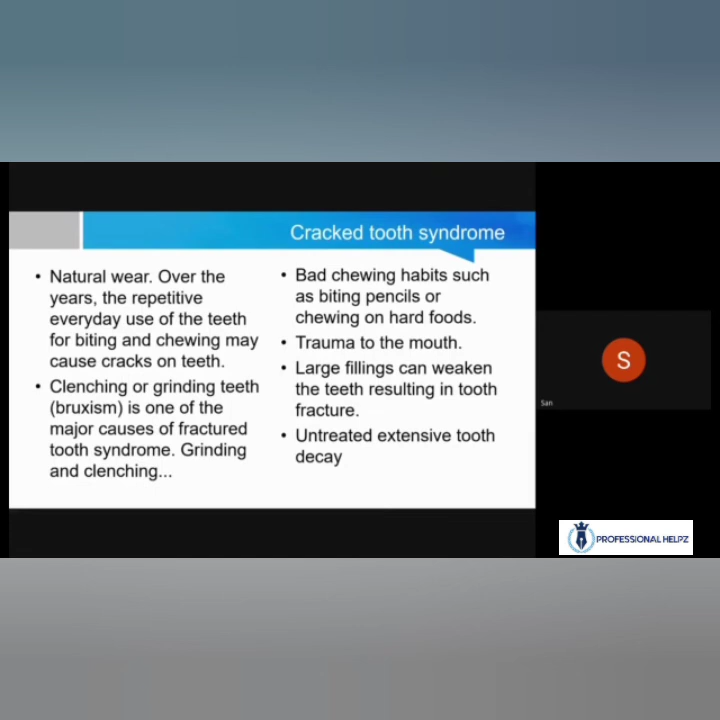 Cracked tooth syndrome
• Natural wear. Over the
years, the repetitive
everyday use of the teeth
for biting and chewing may
cause cracks on teeth.
• Clenching or grinding teeth
(bruxism) is one of the
major causes of fractured
tooth syndrome. Grinding
and clenching...
• Bad chewing habits such
as biting pencils or
chewing on hard foods.
• Trauma to the mouth.
• Large fillings can weaken
the teeth resulting in tooth
fracture.
• Untreated extensive tooth
decay
S
San
PROFESSIONAL HELPZ